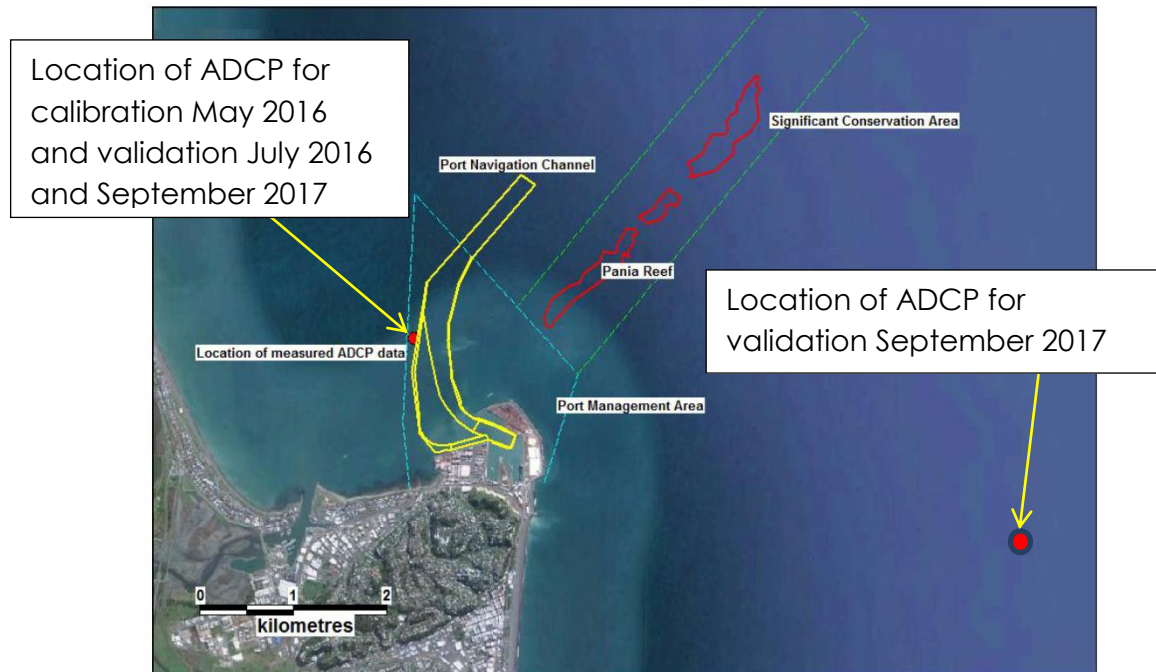 Location of ADCP for
calibration May 2016
and validation July 2016
and September 2017
Significant Conservation Area
Port Navigation Channel
Pania Reef
Location of ADCP for
validation September 2017
Location of measured ADCP data
Port Management Area
0 1 2
kilometres